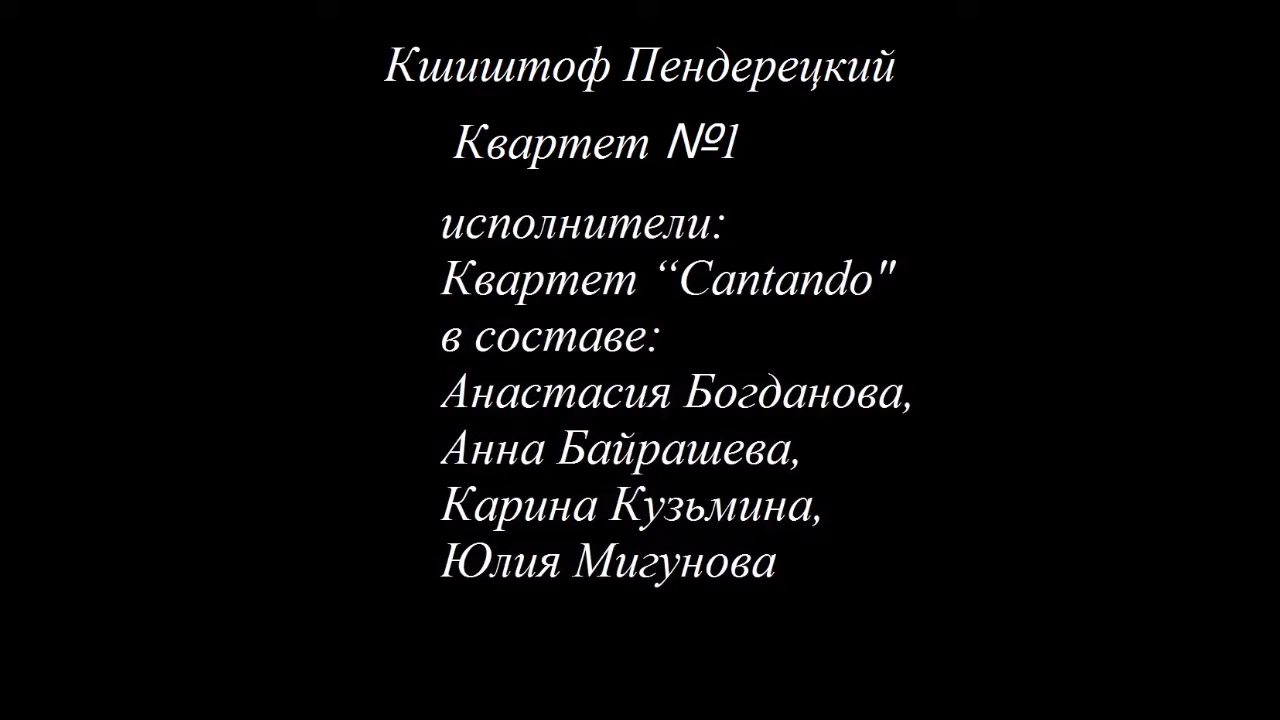 Кшиштоф Пендерецкий
Квартет №1
исполнители:
Квартет “Cantando"
в составе:
Анастасия Богданова,
Анна Байрашева,
Карина Кузьмина,
Юлия Мигунова